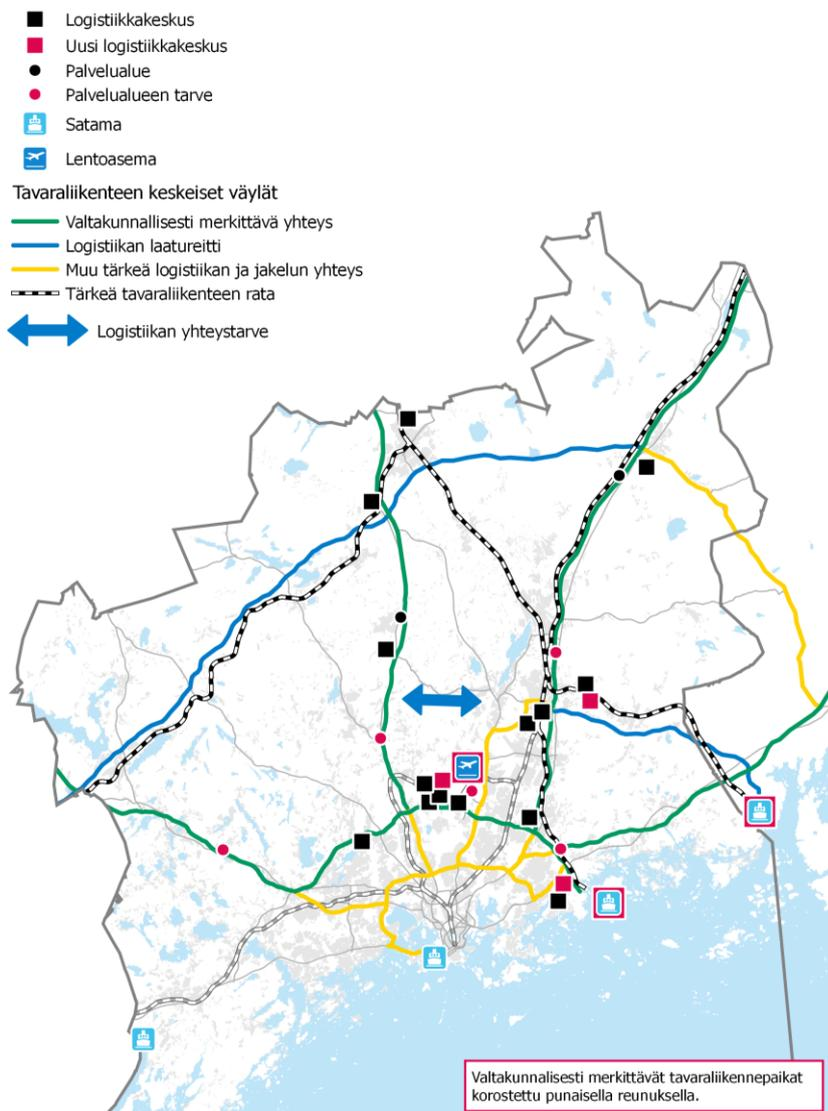 Logistiikkakeskus
Uusi logistiikkakeskus
Palvelualue
Palvelualueen tarve
Satama
Lentoasema
Tavaraliikenteen keskeiset väylät
Valtakunnallisesti merkittävä yhteys
Logistiikan laatureitti
Muu tärkeä logistiikan ja jakelun yhteys
Tärkeä tavaraliikenteen rata
Logistiikan yhteystarve
Valtakunnalisesti merkittävät tavaraliikennepaikat
korostettu punaisella reunuksella.